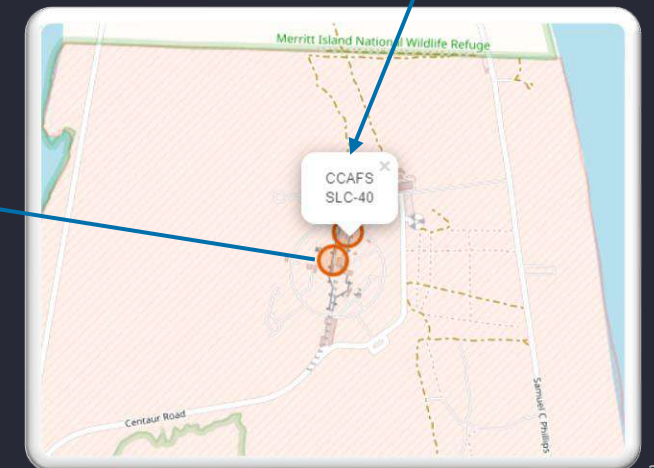 Merritt Island National Wildlife Refuge
CCAFS
SLC-40
Centaur Road
Samuel C Phillips